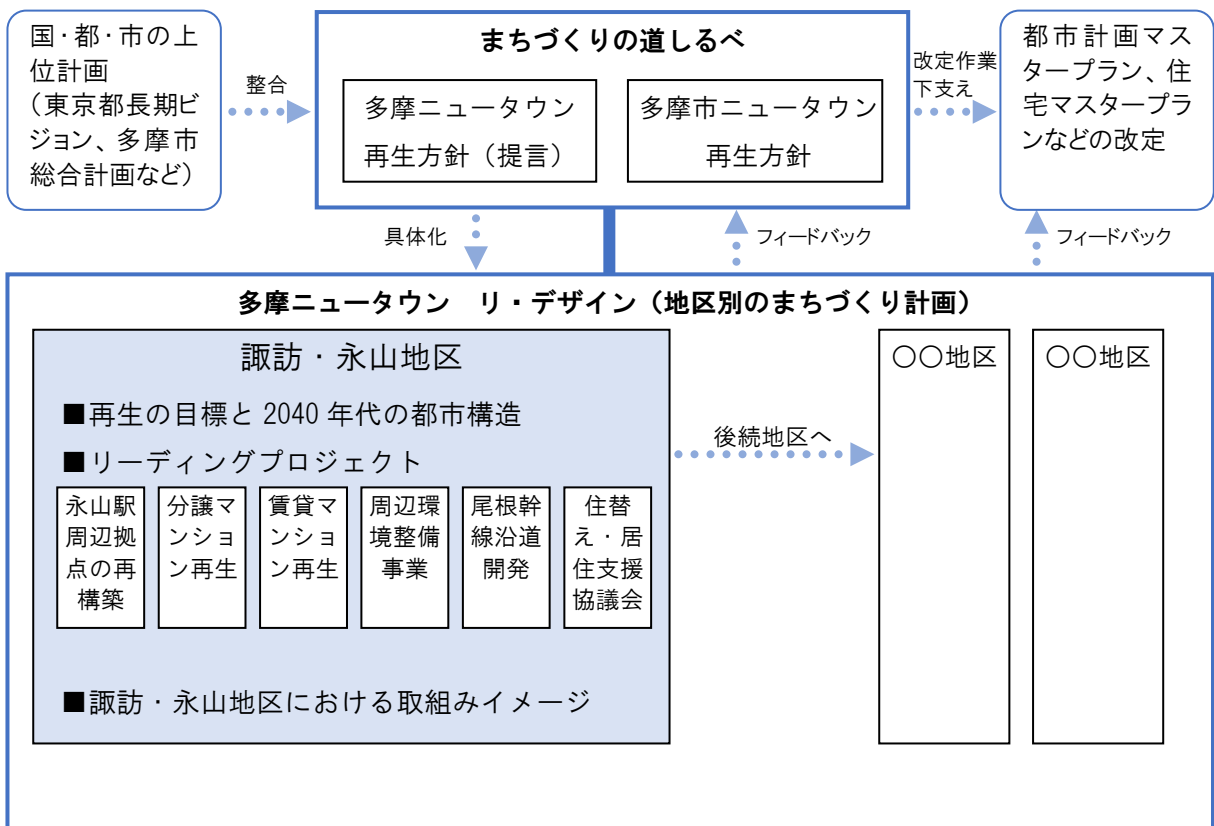 国・都・市の上
位計画
（東京都長期ビ
ジョン、多摩市
総合計画など）
整合
まちづくりの道しるべ
多摩ニュータウン
再生方針（提言）
多摩市ニュータウン
再生方針
改定作業
下支え
都市計画マス
タープラン、住
宅マスタープラ
ンなどの改定
具体化
フィードバック
フィードバック
多摩ニュータウン　リ・デザイン（地区別のまちづくり計画）
諏訪・永山地区
■再生の目標と 2040 年代の都市構造
■リーディングプロジェクト
永山駅
周辺拠
点の再
構築
分譲マ
ンショ
ン再生
賃貸マ
ンショ
ン再生
周辺環
境整備
事業
尾根幹
線沿道
開発
住替
え・居
住支援
協議会
■諏訪・永山地区における取組みイメージ
後続地区へ
〇〇地区
〇〇地区